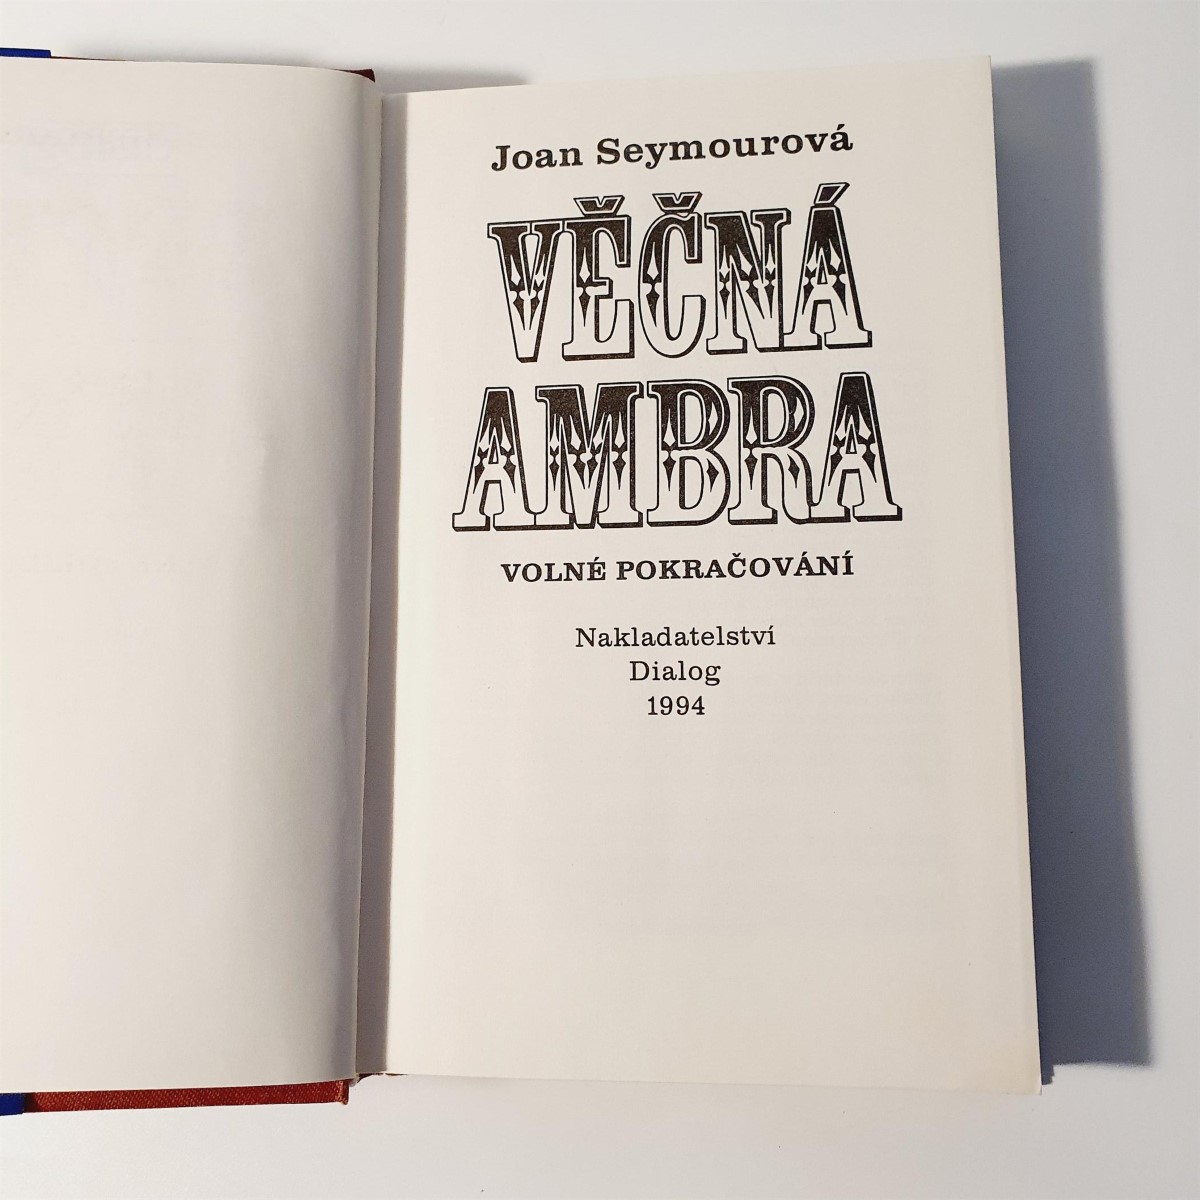 Joan Seymourová
VĚČNÁ
AMBRA
VOLNÉ POKRAČOVÁNÍ
Nakladatelství
Dialog
1994